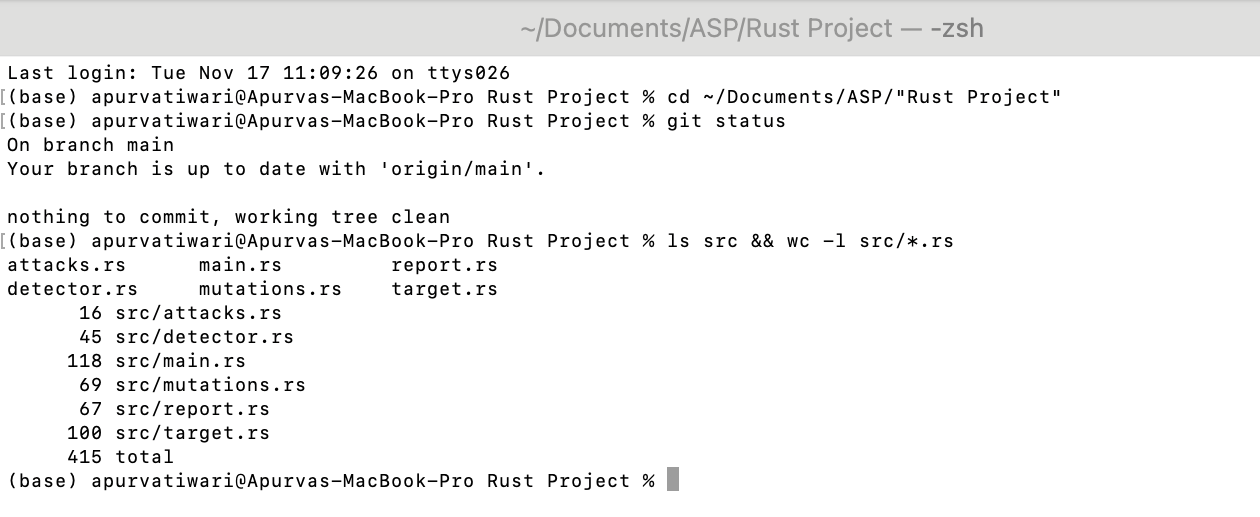 ~/Documents/ASP/Rust Project — -zsh
Last login: Tue Nov 17 11:09:26 on ttys026
[(base) apurvatiwari@Apurvas-MacBook-Pro Rust Project % cd ~/Documents/ASP/"Rust Project"
[(base) apurvatiwari@Apurvas-MacBook-Pro Rust Project % git status
On branch main
Your branch is up to date with 'origin/main'.

nothing to commit, working tree clean
[(base) apurvatiwari@Apurvas-MacBook-Pro Rust Project % ls src && wc -l src/*.rs
attacks.rs      main.rs         report.rs
detector.rs     mutations.rs    target.rs
      16 src/attacks.rs
      45 src/detector.rs
     118 src/main.rs
      69 src/mutations.rs
      67 src/report.rs
     100 src/target.rs
     415 total
(base) apurvatiwari@Apurvas-MacBook-Pro Rust Project %